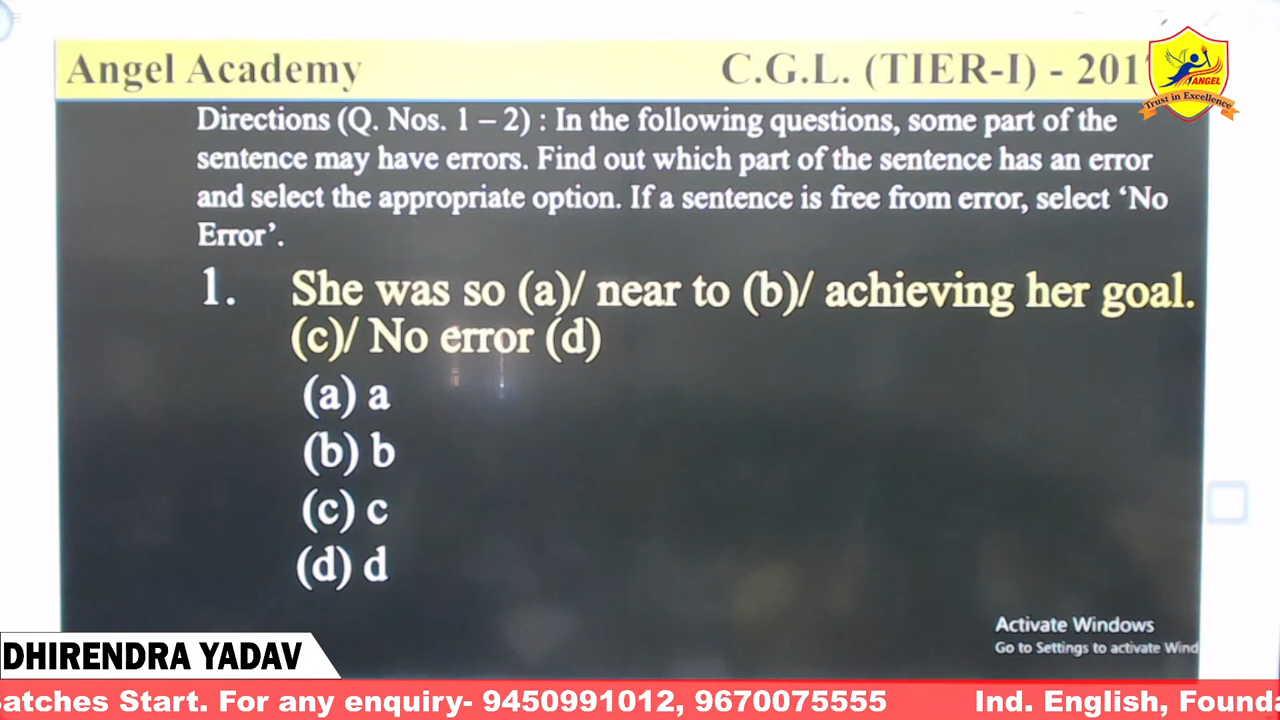 Angel Academy C.G.L. (TIER-I) - 201
ANGEL
Trust in Excellence
Directions (Q. Nos. 1 – 2) : In the following questions, some part of the
sentence may have errors. Find out which part of the sentence has an error
and select the appropriate option. If a sentence is free from error, select ‘No
Error’.
1. She was so (a)/ near to (b)/ achieving her goal.
(c)/ No error (d)
(a) a
(b) b
(c) c
(d) d
Activate Windows
Go to Settings to activate Wind
DHIRENDRA YADAV
Batches Start. For any enquiry- 9450991012, 9670075555 Ind. English, Found